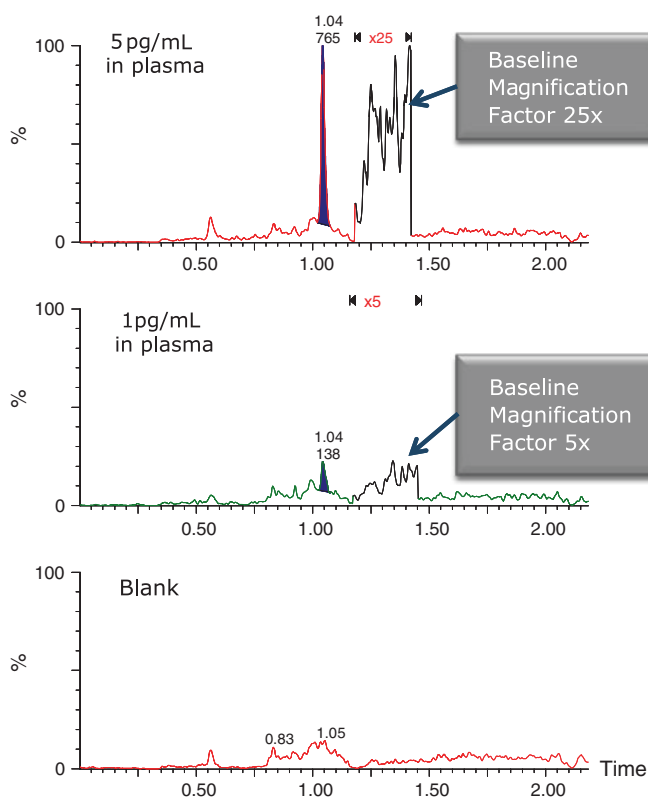 5 pg/mL
in plasma
1.04
765
x25
Baseline
Magnification
Factor 25x
100
%
0
0.50 1.00 1.50 2.00
1pg/mL
in plasma
x5
Baseline
Magnification
Factor 5x
1.04
138
100
%
0
0.50 1.00 1.50 2.00
Blank
0.83 1.05
100
%
0
0.50 1.00 1.50 2.00
Time